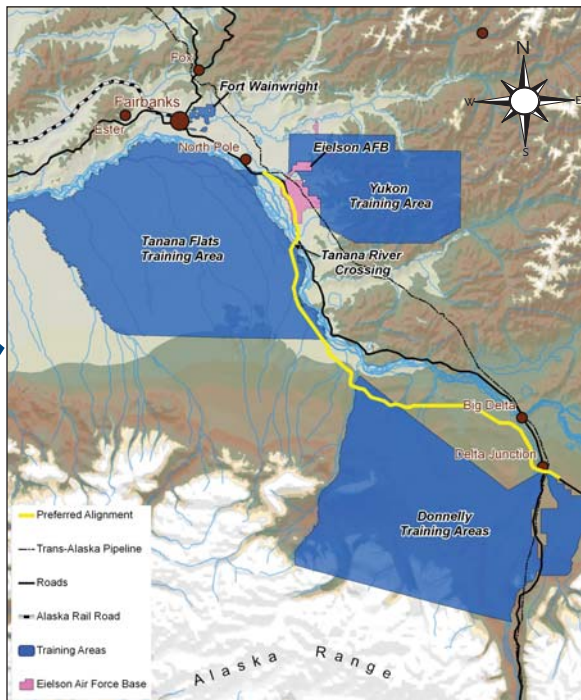 Fox
Fort Wainwright
Fairbanks
Ester
North Pole
N
W
E
S
Eielson AFB
Yukon
Training Area
Tanana Flats
Training Area
Tanana River
Crossing
Big Delta
Delta Junction
Donnelly
Training Areas
Preferred Alignment
Trans-Alaska Pipeline
Roads
Alaska Rail Road
Training Areas
Eielson Air Force Base
Alaska Range